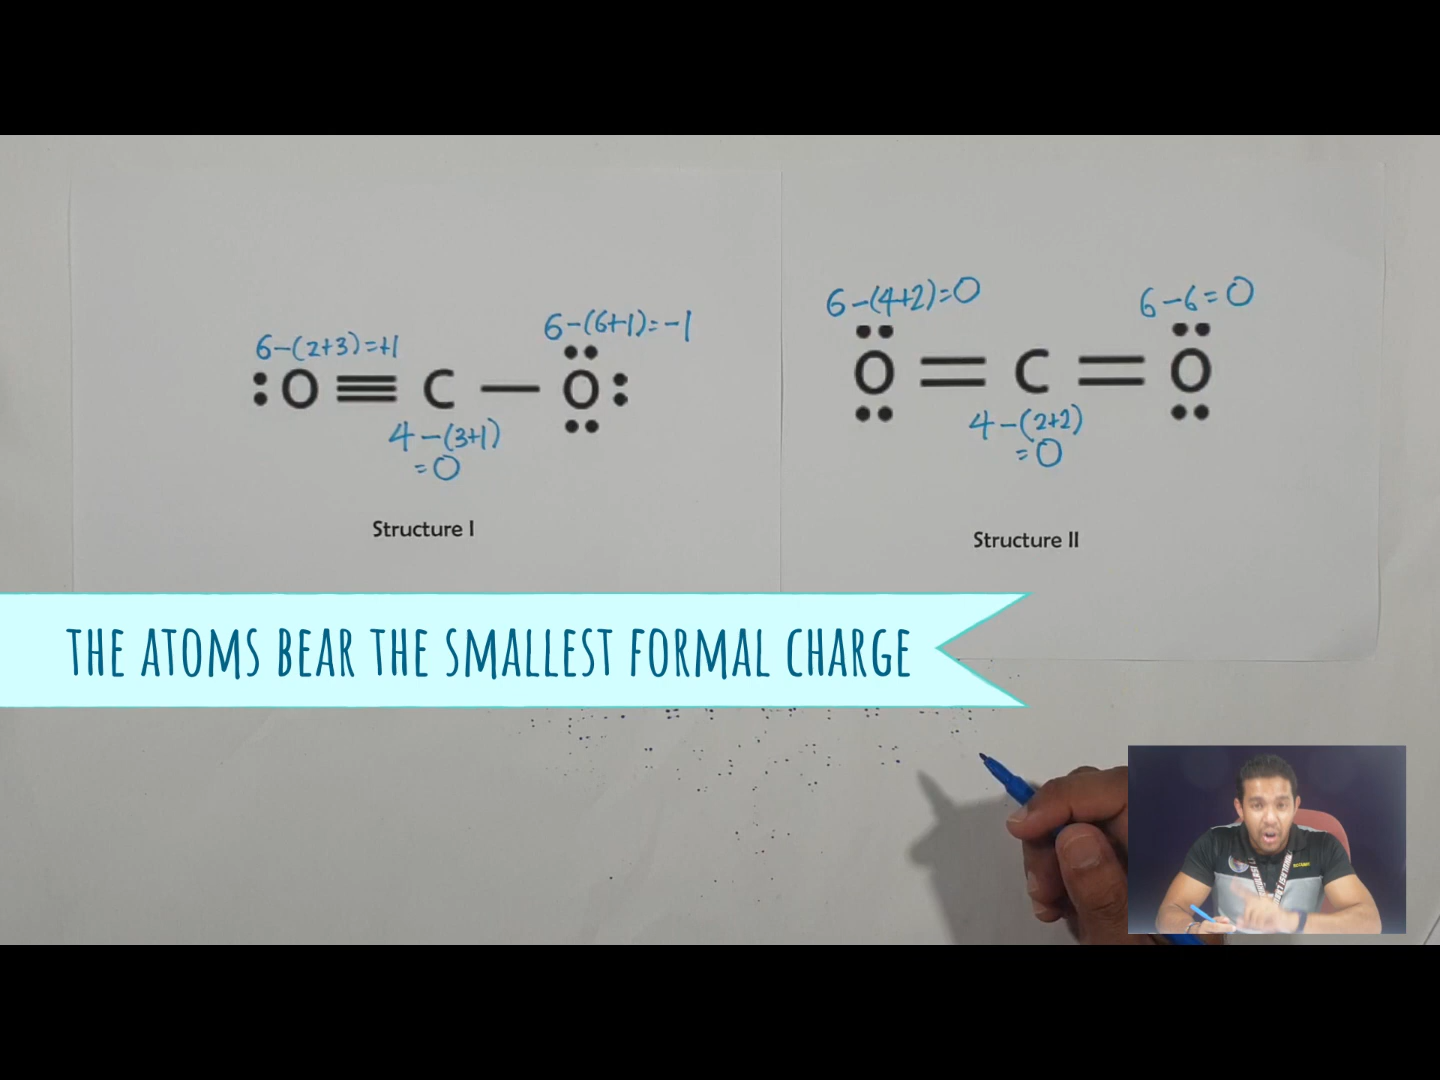 6-(2+3)=+1
6-(6+1)=-1
:O≡C—O:
4-(3+1)
=0
Structure I
6-(4+2)=0
6-6=0
O=C=O
4-(2+2)
=0
Structure II
THE ATOMS BEAR THE SMALLEST FORMAL CHARGE